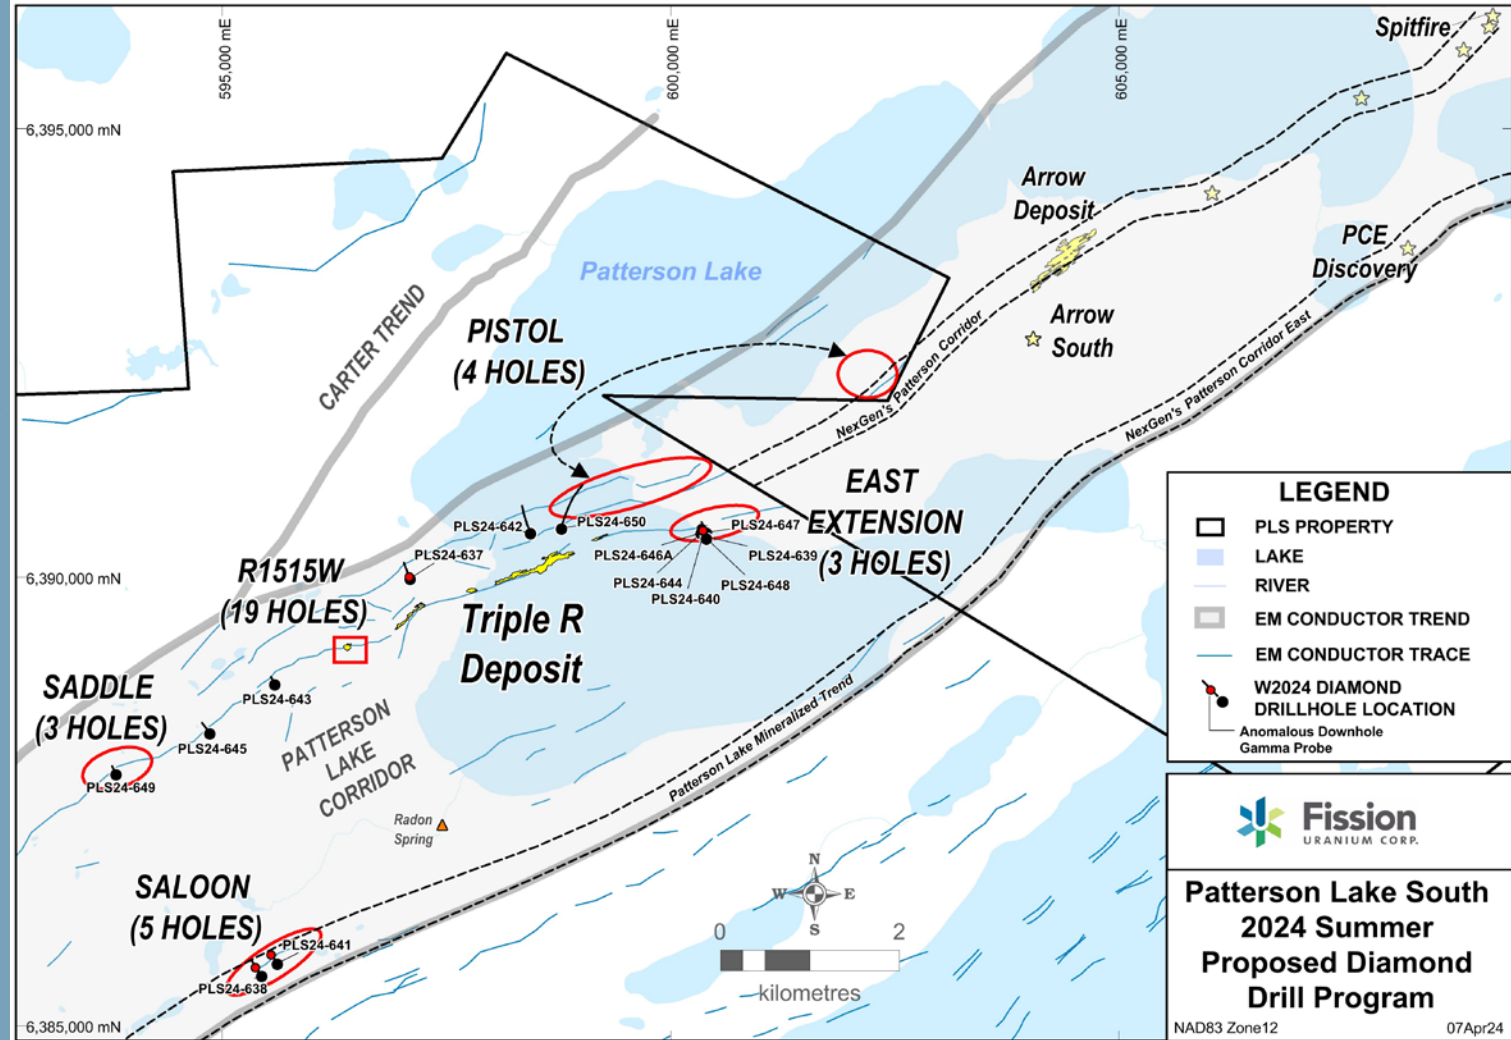 595,000 mE
600,000 mE
605,000 mE
Spitfire
6,395,000 mN
Arrow
Deposit
PCE
Discovery
Patterson Lake
CARTER TREND
PISTOL
(4 HOLES)
Arrow
South
NexGen's Patterson Corridor
NexGen's Patterson Corridor East
EAST
EXTENSION
(3 HOLES)
PLS24-642
PLS24-650
PLS24-647
PLS24-637
PLS24-646A
PLS24-639
PLS24-644
PLS24-648
PLS24-640
6,390,000 mN
R1515W
(19 HOLES)
Triple R
Deposit
SADDLE
(3 HOLES)
PLS24-643
PLS24-645
PLS24-649
PATTERSON
LAKE
CORRIDOR
Patterson Lake Mineralized Trend
Radon
Spring
SALOON
(5 HOLES)
PLS24-641
PLS24-638
6,385,000 mN
N
W
E
S
0
2
kilometres
LEGEND
PLS PROPERTY
LAKE
RIVER
EM CONDUCTOR TREND
EM CONDUCTOR TRACE
W2024 DIAMOND
DRILLHOLE LOCATION
Anomalous Downhole
Gamma Probe
Fission
URANIUM CORP.
Patterson Lake South
2024 Summer
Proposed Diamond
Drill Program
NAD83 Zone12
07Apr24